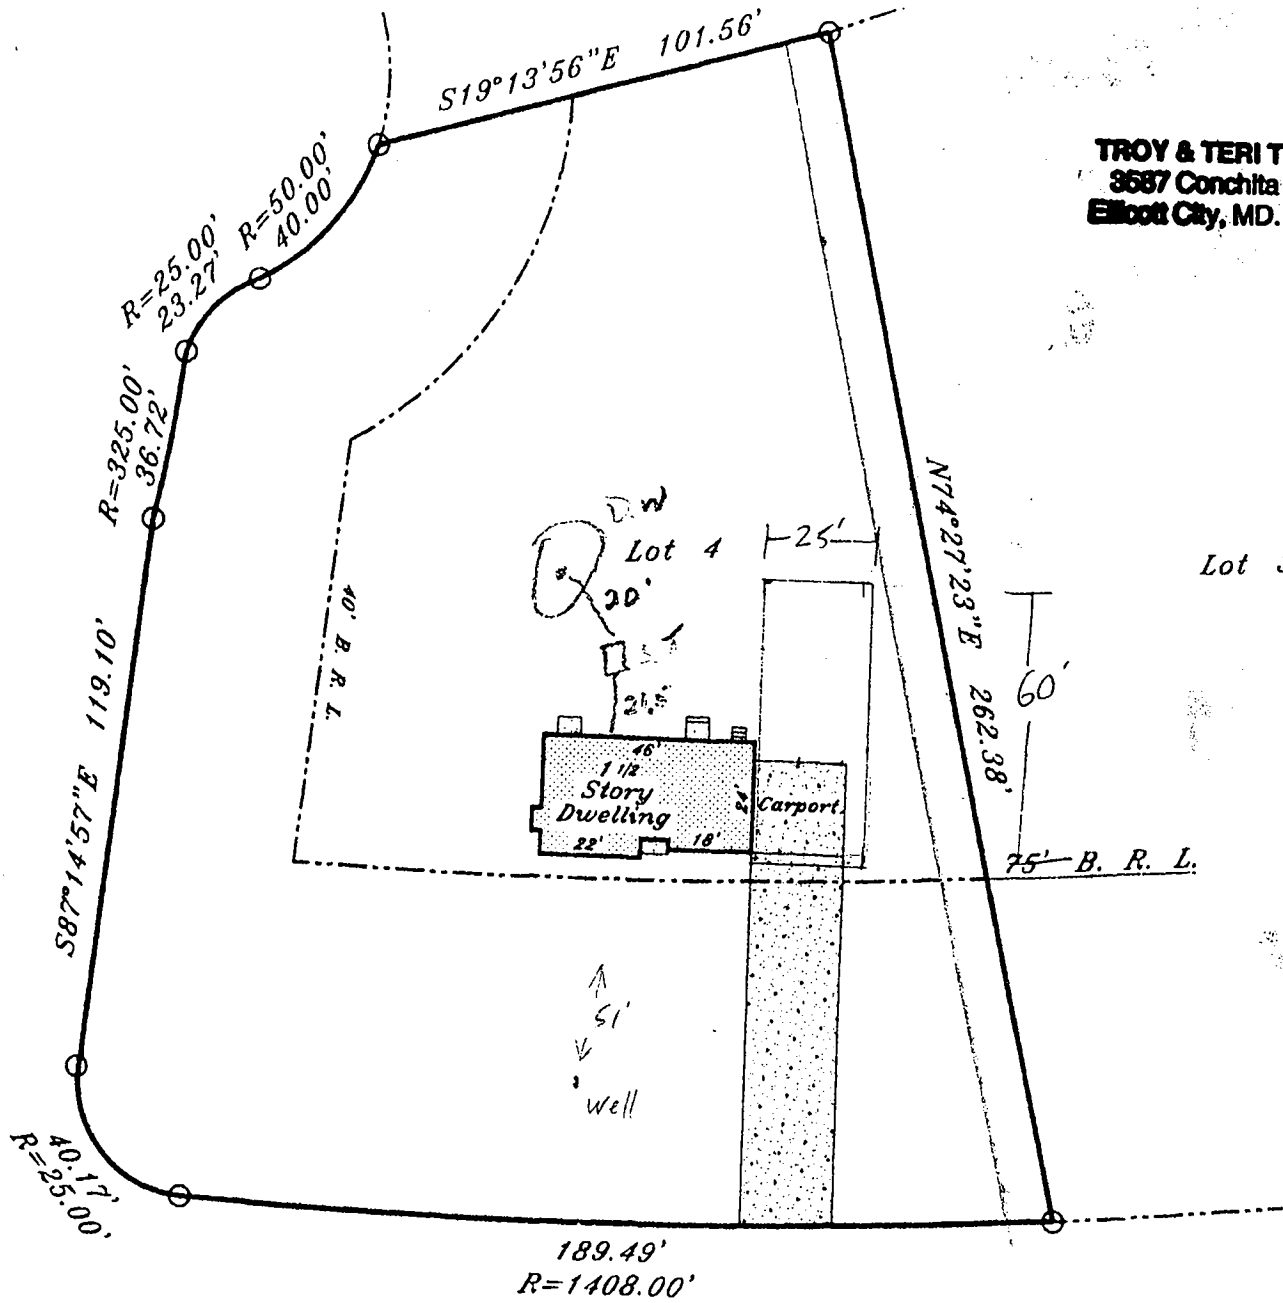 S19°13'56"E 101.56'
TROY & TERI T
3687 Conchita
Ellicott City, MD.
R=50.00'
40.00'
R=25.00'
23.27'
R=325.00'
36.72'
D.W
Lot 4
25'
N74°27'23"E 262.38'
Lot
20'
40' B. R. L.
60'
S87°14'57"E 119.10'
46'
1 1/2
Story
Dwelling
24'
Carport
22'
18'
75' B. R. L.
51'
well
40.17'
R=25.00'
189.49'
R=1408.00'